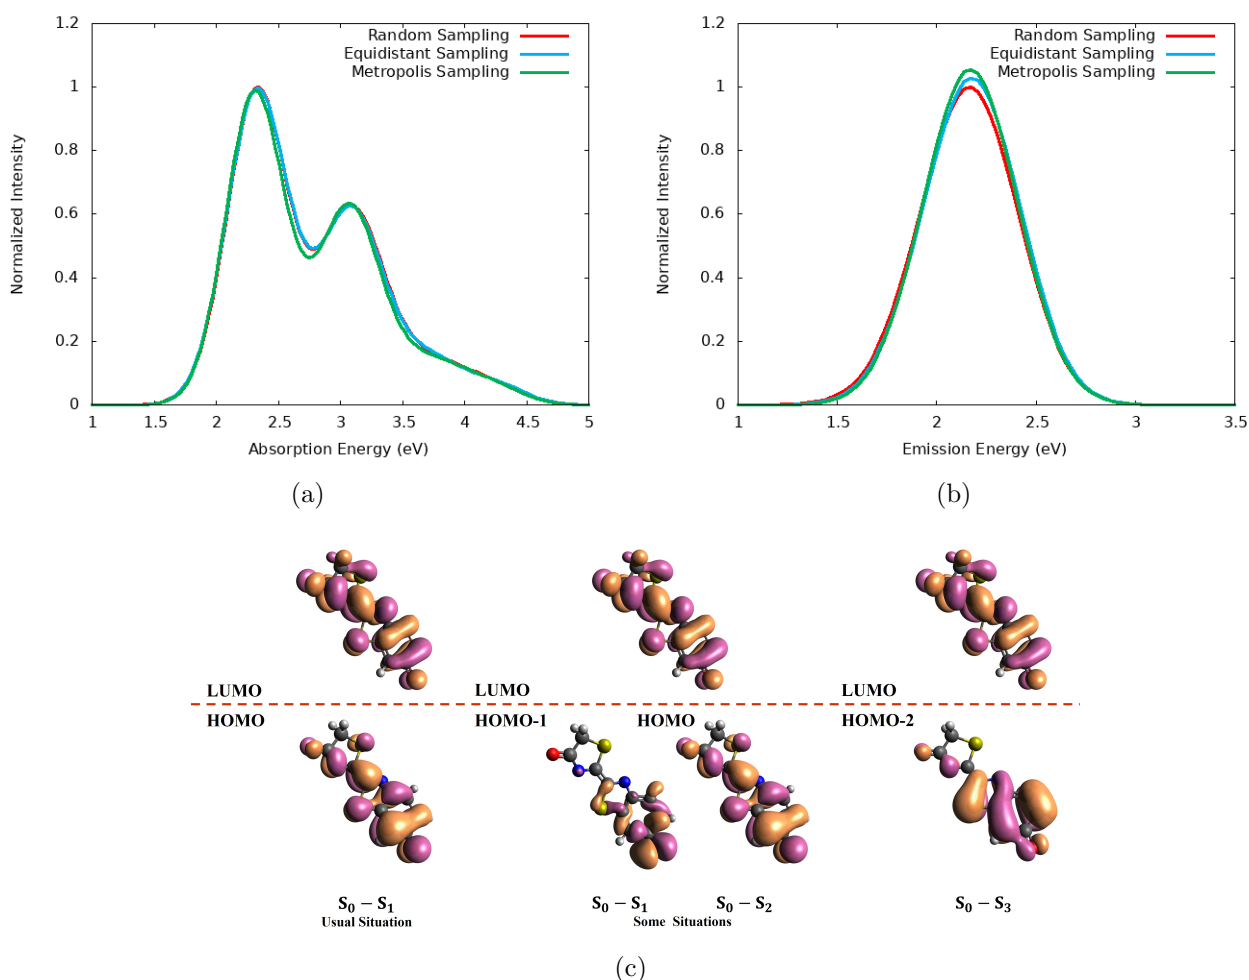 1.2
1
0.8
0.6
0.4
0.2
0
Normalized Intensity
Random Sampling
Equidistant Sampling
Metropolis Sampling
1 1.5 2 2.5 3 3.5 4 4.5 5
Absorption Energy (eV)
(a)
1.2
1
0.8
0.6
0.4
0.2
0
Normalized Intensity
Random Sampling
Equidistant Sampling
Metropolis Sampling
1 1.5 2 2.5 3 3.5
Emission Energy (eV)
(b)
LUMO LUMO LUMO
HOMO HOMO-1 HOMO HOMO-2
S₀ − S₁ S₀ − S₁ S₀ − S₂ S₀ − S₃
Usual Situation Some Situations
(c)